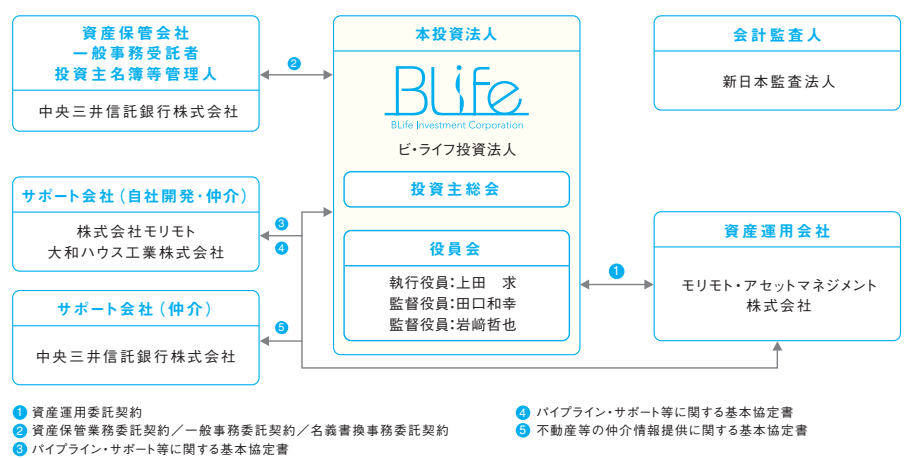 資産保管会社
一般事務受託者
投資主名簿等管理人
中央三井信託銀行株式会社
2
本投資法人
BLife
BLife Investment Corporation
ビ・ライフ投資法人
投資主総会
役員会
執行役員:上田 求
監督役員:田口和幸
監督役員:岩﨑哲也
会計監査人
新日本監査法人
サポート会社(自社開発・仲介)
株式会社モリモト
大和ハウス工業株式会社
3
4
サポート会社(仲介)
中央三井信託銀行株式会社
5
1
資産運用会社
モリモト・アセットマネジメント
株式会社
1 資産運用委託契約
2 資産保管業務委託契約/一般事務委託契約/名義書換事務委託契約
3 パイプライン・サポート等に関する基本協定書
4 パイプライン・サポート等に関する基本協定書
5 不動産等の仲介情報提供に関する基本協定書